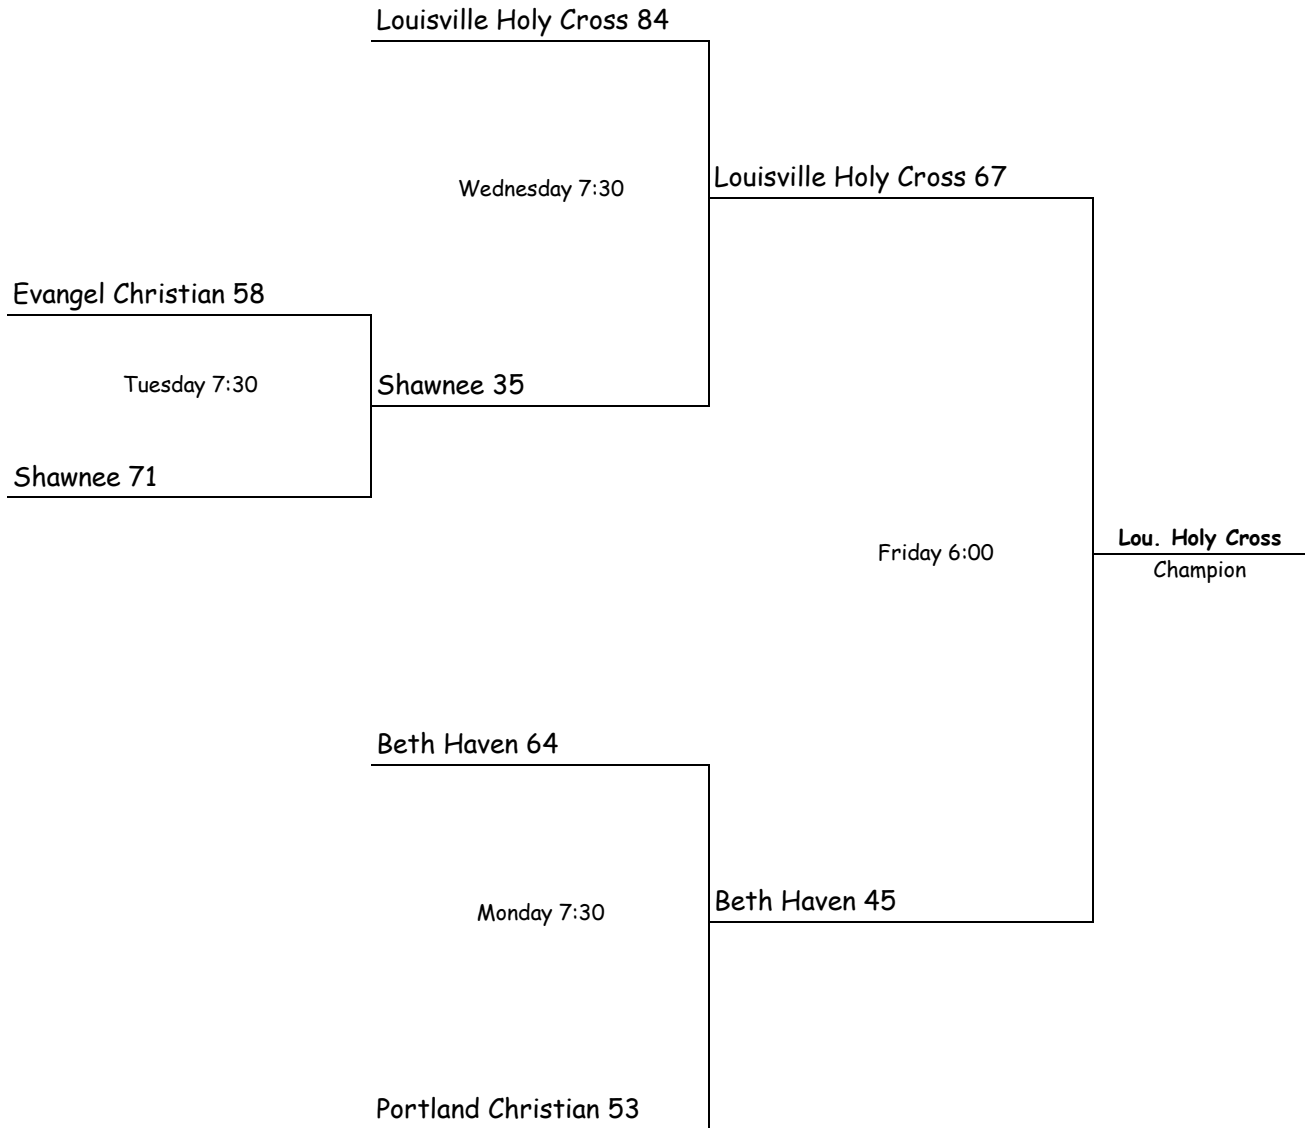 Louisville Holy Cross 84
Wednesday 7:30
Louisville Holy Cross 67
Evangel Christian 58
Tuesday 7:30
Shawnee 35
Shawnee 71
Friday 6:00
Lou. Holy Cross
Champion
Beth Haven 64
Monday 7:30
Beth Haven 45
Portland Christian 53